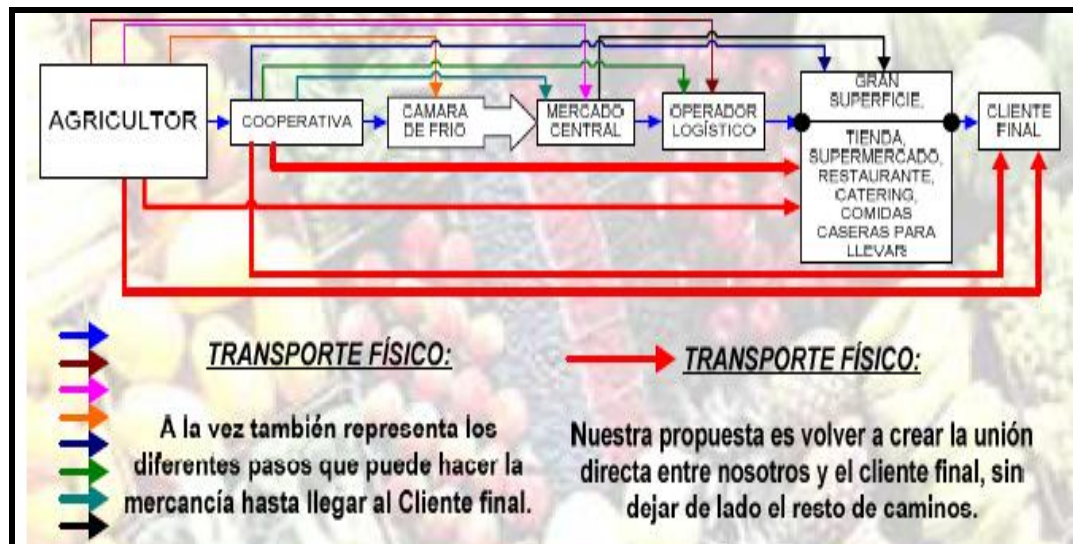 AGRICULTOR
COOPERATIVA
CAMARA
DE FRIO
MERCADO
CENTRAL
OPERADOR
LOGÍSTICO
GRAN
SUPERFICIE,
TIENDA,
SUPERMERCADO,
RESTAURANTE,
CATERING,
COMIDAS
CASERAS PARA
LLEVAR
CLIENTE
FINAL
TRANSPORTE FÍSICO:
A la vez también representa los
diferentes pasos que puede hacer la
mercancía hasta llegar al Cliente final.
TRANSPORTE FÍSICO:
Nuestra propuesta es volver a crear la unión
directa entre nosotros y el cliente final, sin
dejar de lado el resto de caminos.